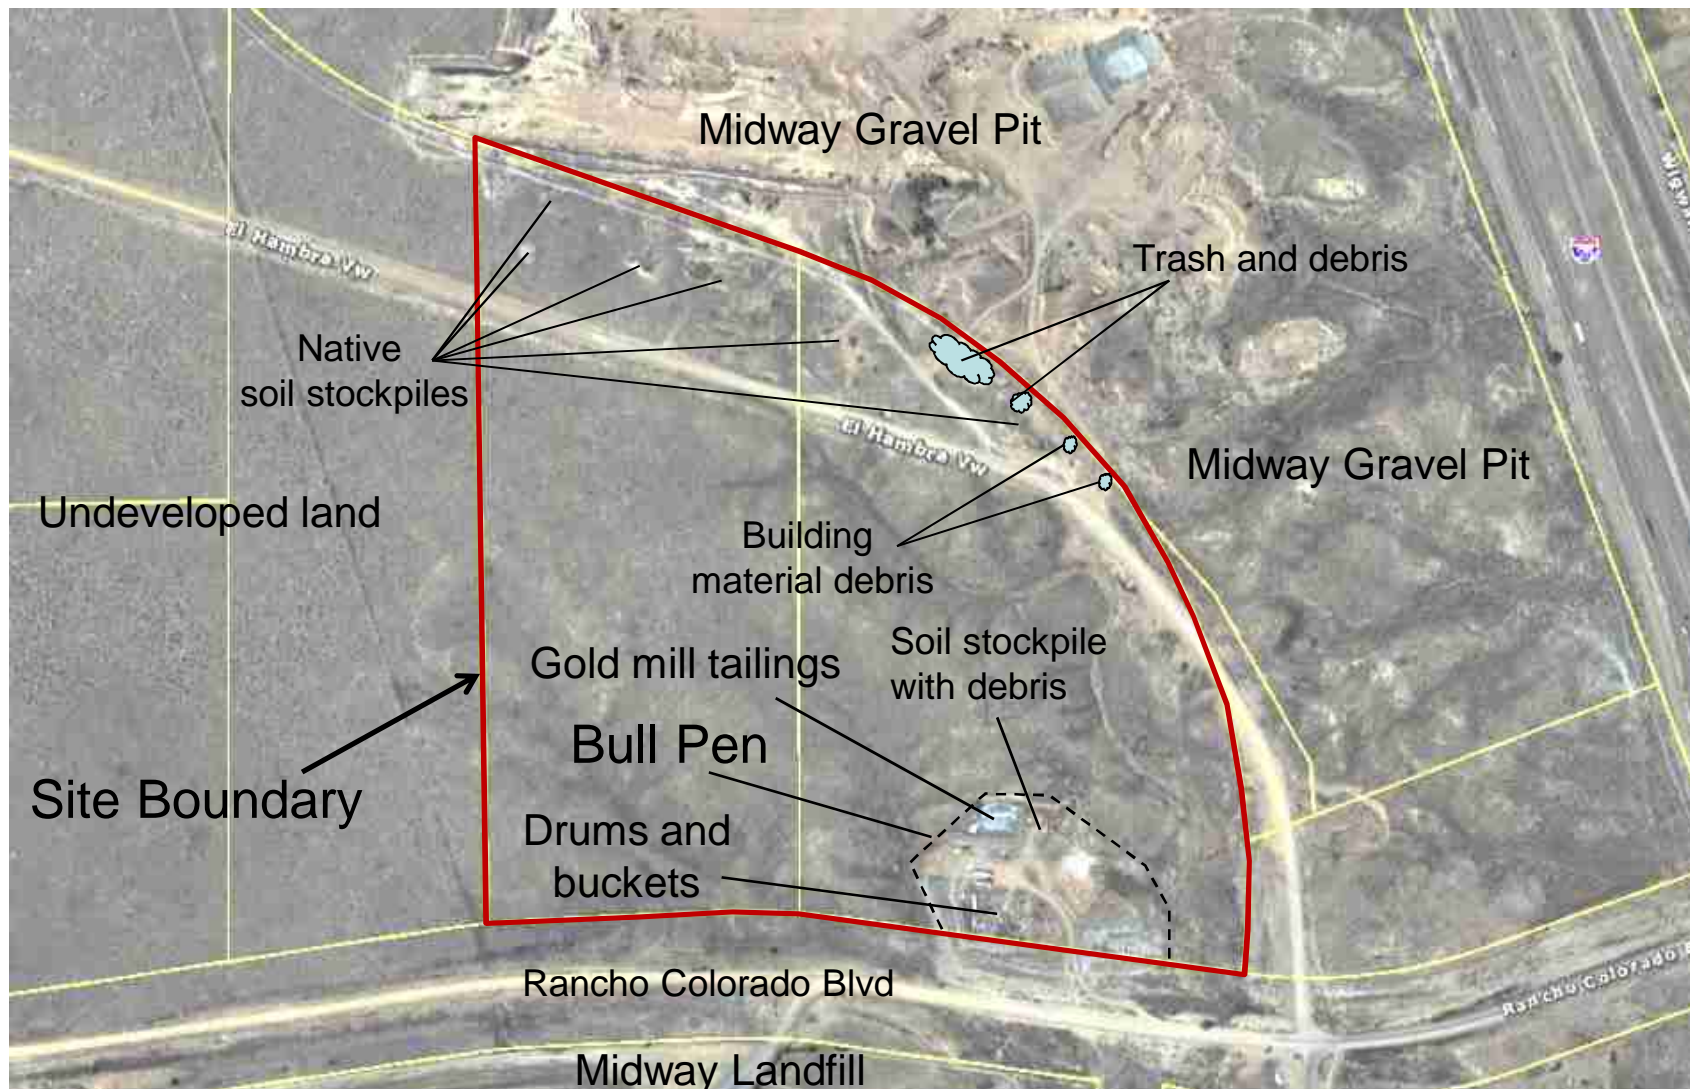 Midway Gravel Pit
El Hambra Vw
Trash and debris
Native
soil stockpiles
El Hambra Vw
Midway Gravel Pit
Undeveloped land
Building
material debris
Gold mill tailings
Soil stockpile
with debris
Bull Pen
Site Boundary
Drums and
buckets
Rancho Colorado Blvd
Rancho Colorado
Midway Landfill